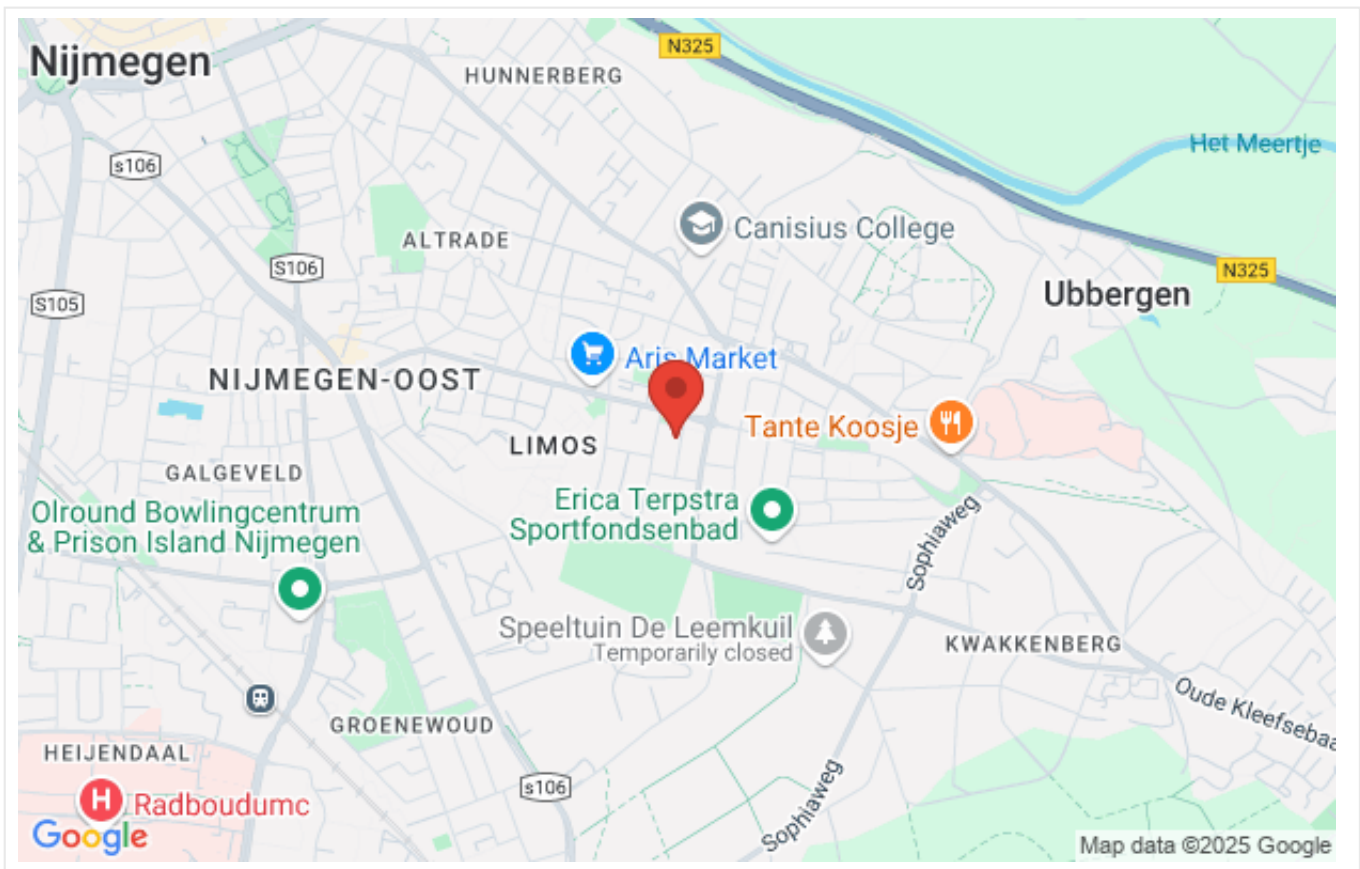 Nijmegen
N325
HUNNERBERG
Het Meertje
s106
Canisius College
ALTRADE
S106
N325
Ubbergen
S105
Aris Market
NIJMEGEN-OOST
Tante Koosje
LIMOS
GALGEVELD
Erica Terpstra
Sportfondsenbad
Olround Bowlingcentrum
& Prison Island Nijmegen
Sophiaweg
Speeltuin De Leemkuil
Temporarily closed
KWAKKENBERG
Oude Kleefsebaa
GROENEWOUD
HEIJENDAAL
s106
H Radboudumc
Sophiaweg
Google
Map data ©2025 Google